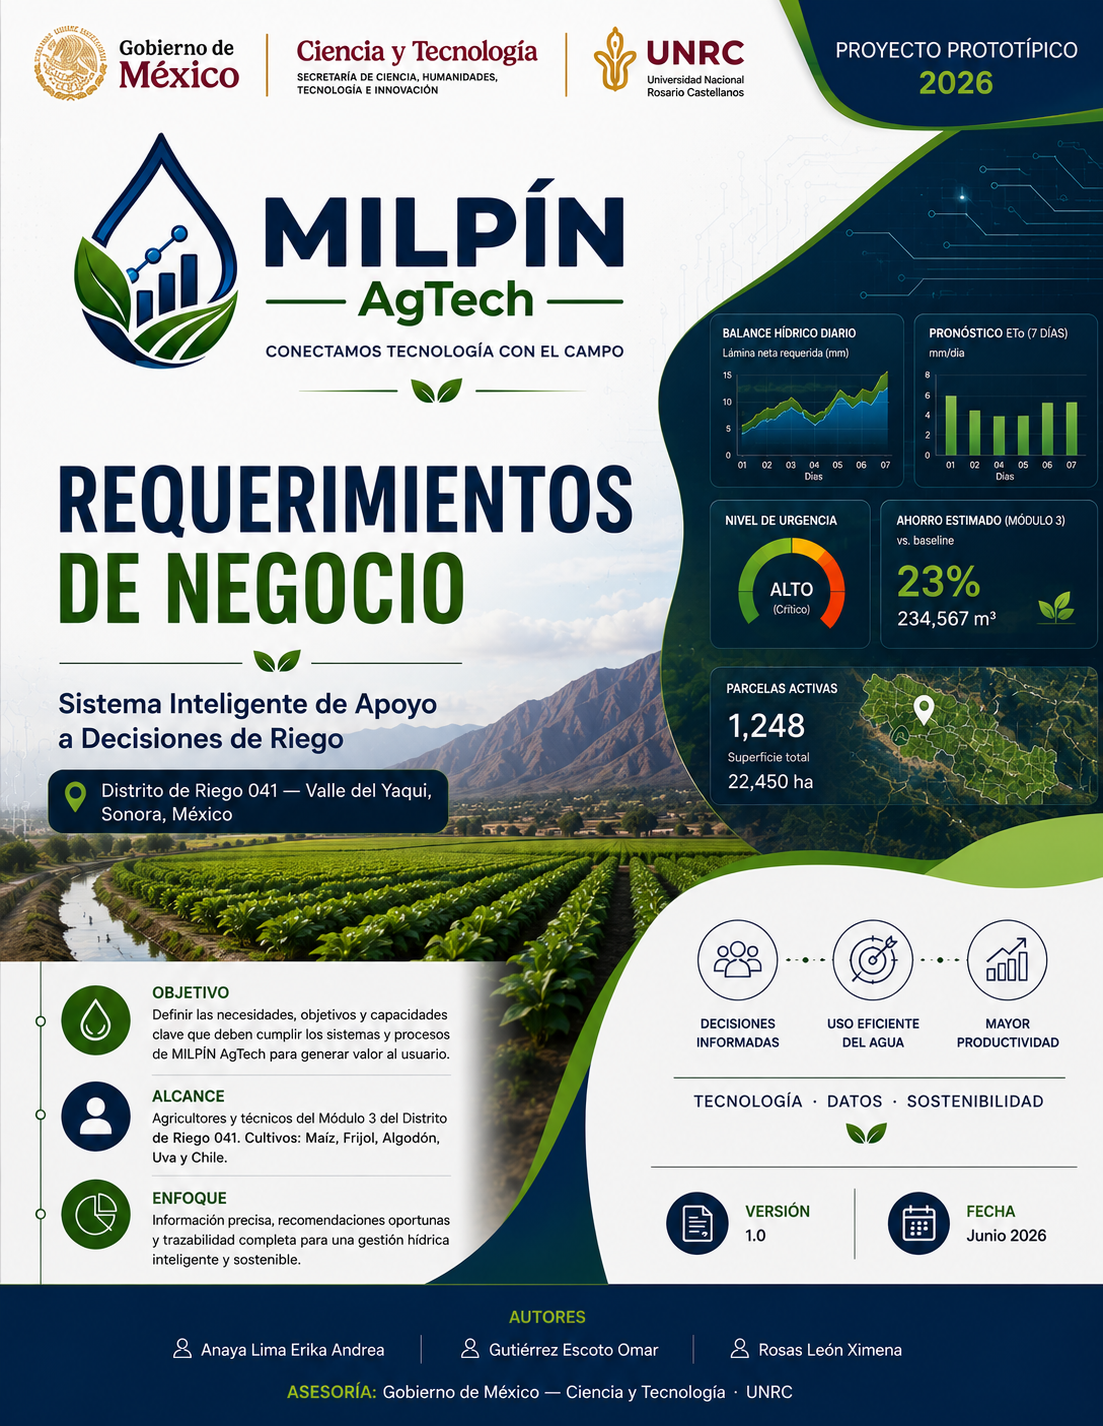 Gobierno de
México
Ciencia y Tecnología
SECRETARÍA DE CIENCIA, HUMANIDADES,
TECNOLOGÍA E INNOVACIÓN
UNRC
Universidad Nacional
Rosario Castellanos
PROYECTO PROTOTÍPICO
2026
MILPÍN
AgTech
CONECTAMOS TECNOLOGÍA CON EL CAMPO
REQUERIMIENTOS
DE NEGOCIO
Sistema Inteligente de Apoyo
a Decisiones de Riego
Distrito de Riego 041 — Valle del Yaqui,
Sonora, México
BALANCE HÍDRICO DIARIO
Lámina neta requerida (mm)
15
10
5
0
01 02 03 04 05 06 07
Días
PRONÓSTICO ETo (7 DÍAS)
mm/dia
8
6
4
2
0
01 02 04 05 06 07
Días
NIVEL DE URGENCIA
ALTO
(Crítico)
AHORRO ESTIMADO (MÓDULO 3)
vs. baseline
23%
234,567 m³
PARCELAS ACTIVAS
1,248
Superficie total
22,450 ha
OBJETIVO
Definir las necesidades, objetivos y capacidades
clave que deben cumplir los sistemas y procesos
de MILPÍN AgTech para generar valor al usuario.
ALCANCE
Agricultores y técnicos del Módulo 3 del Distrito
de Riego 041. Cultivos: Maíz, Frijol, Algodón,
Uva y Chile.
ENFOQUE
Información precisa, recomendaciones oportunas
y trazabilidad completa para una gestión hídrica
inteligente y sostenible.
DECISIONES
INFORMADAS
USO EFICIENTE
DEL AGUA
MAYOR
PRODUCTIVIDAD
TECNOLOGÍA · DATOS · SOSTENIBILIDAD
VERSIÓN
1.0
FECHA
Junio 2026
AUTORES
Anaya Lima Erika Andrea
Gutiérrez Escoto Omar
Rosas León Ximena
ASESORÍA: Gobierno de México — Ciencia y Tecnología · UNRC